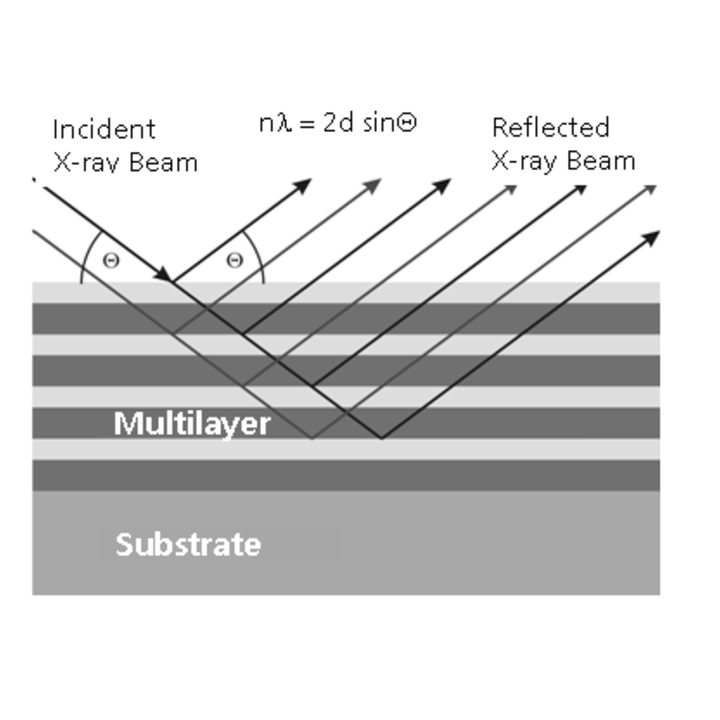 Incident
X-ray Beam
nλ = 2d sinΘ
Reflected
X-ray Beam
Θ
Θ
Multilayer
Substrate